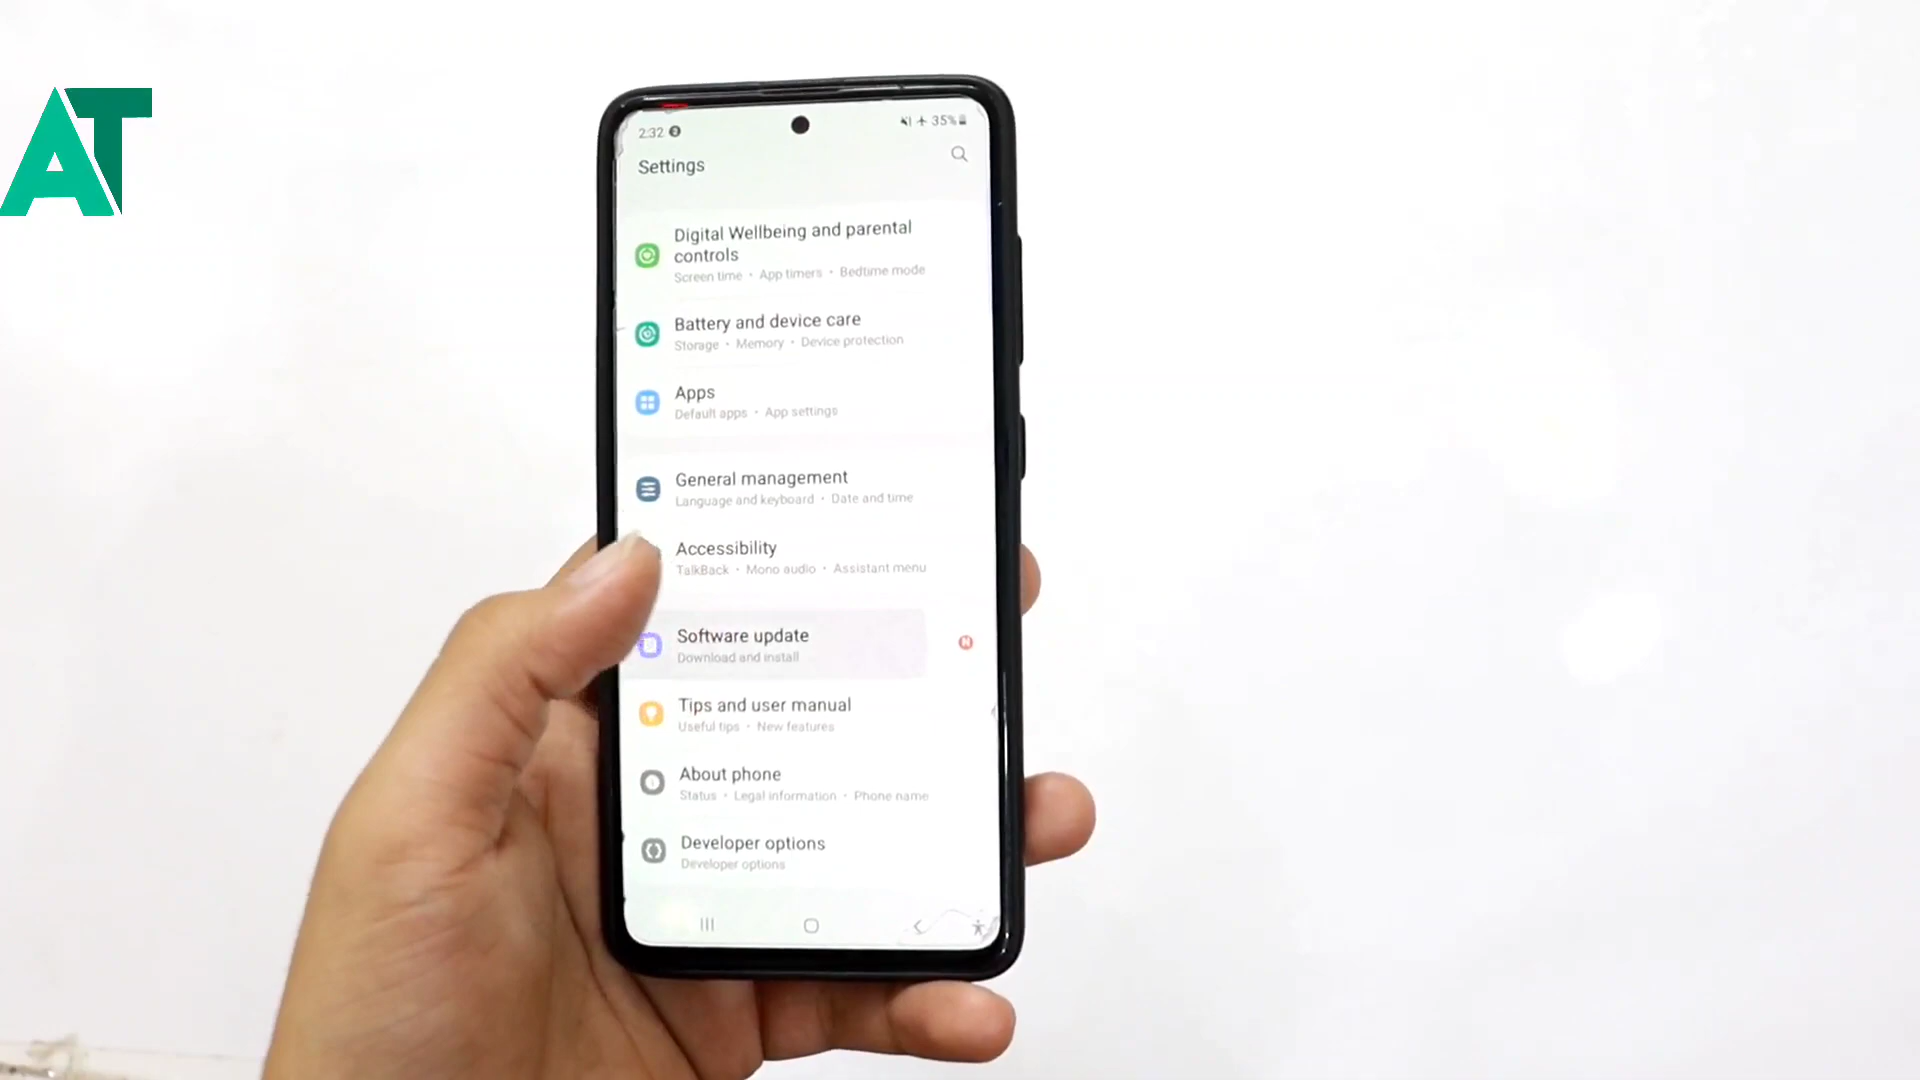 AT
2:32
35%
Settings
Digital Wellbeing and parental
controls
Screen time • App timers • Bedtime mode
Battery and device care
Storage • Memory • Device protection
Apps
Default apps • App settings
General management
Language and keyboard • Date and time
Accessibility
TalkBack • Mono audio • Assistant menu
Software update
Download and install
N
Tips and user manual
Useful tips • New features
About phone
Status • Legal information • Phone name
Developer options
Developer options